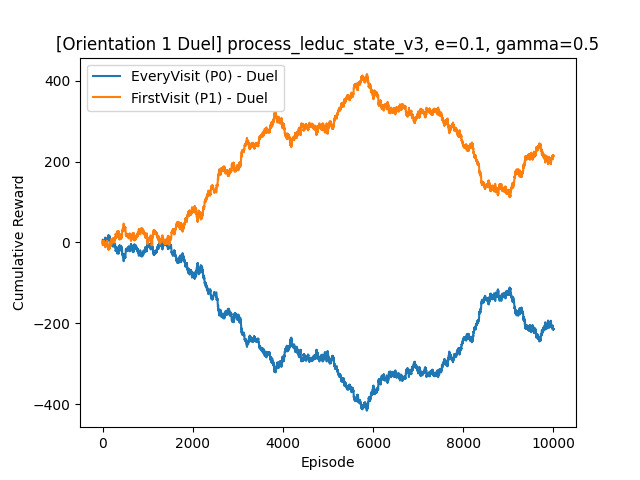 [Orientation 1 Duel] process_leduc_state_v3, e=0.1, gamma=0.5
EveryVisit (P0) - Duel
FirstVisit (P1) - Duel
400
200
0
−200
−400
Cumulative Reward
0 2000 4000 6000 8000 10000
Episode